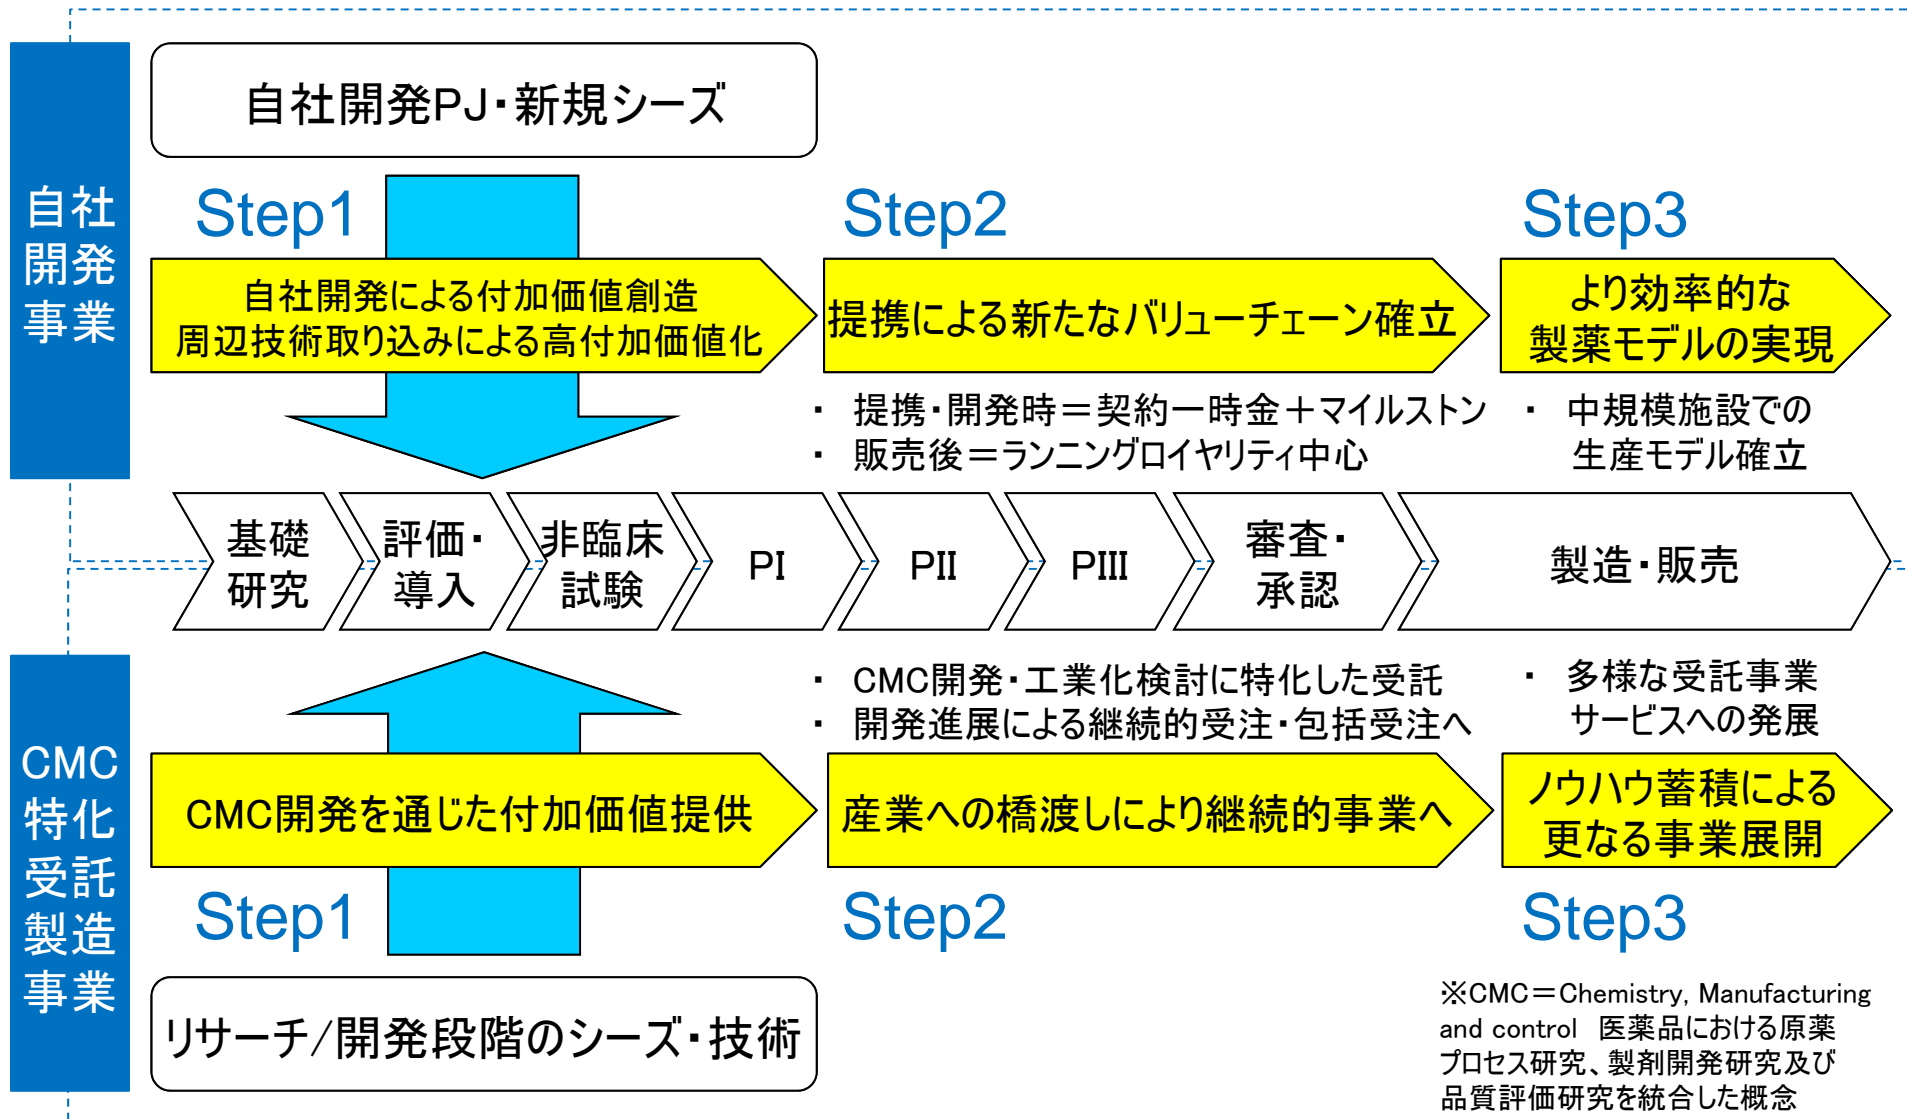 自社
開発
事業
自社開発PJ・新規シーズ
Step1
Step2
Step3
自社開発による付加価値創造
周辺技術取り込みによる高付加価値化
提携による新たなバリューチェーン確立
より効率的な
製薬モデルの実現
・ 提携・開発時＝契約一時金＋マイルストン
・ 販売後＝ランニングロイヤリティ中心
・ 中規模施設での
生産モデル確立
基礎
研究
評価・
導入
非臨床
試験
PI
PII
PIII
審査・
承認
製造・販売
CMC
特化
受託
製造
事業
・ CMC開発・工業化検討に特化した受託
・ 開発進展による継続的受注・包括受注へ
・ 多様な受託事業
サービスへの発展
CMC開発を通じた付加価値提供
産業への橋渡しにより継続的事業へ
ノウハウ蓄積による
更なる事業展開
Step1
Step2
Step3
リサーチ/開発段階のシーズ・技術
※CMC＝Chemistry, Manufacturing
and control　医薬品における原薬
プロセス研究、製剤開発研究及び
品質評価研究を統合した概念